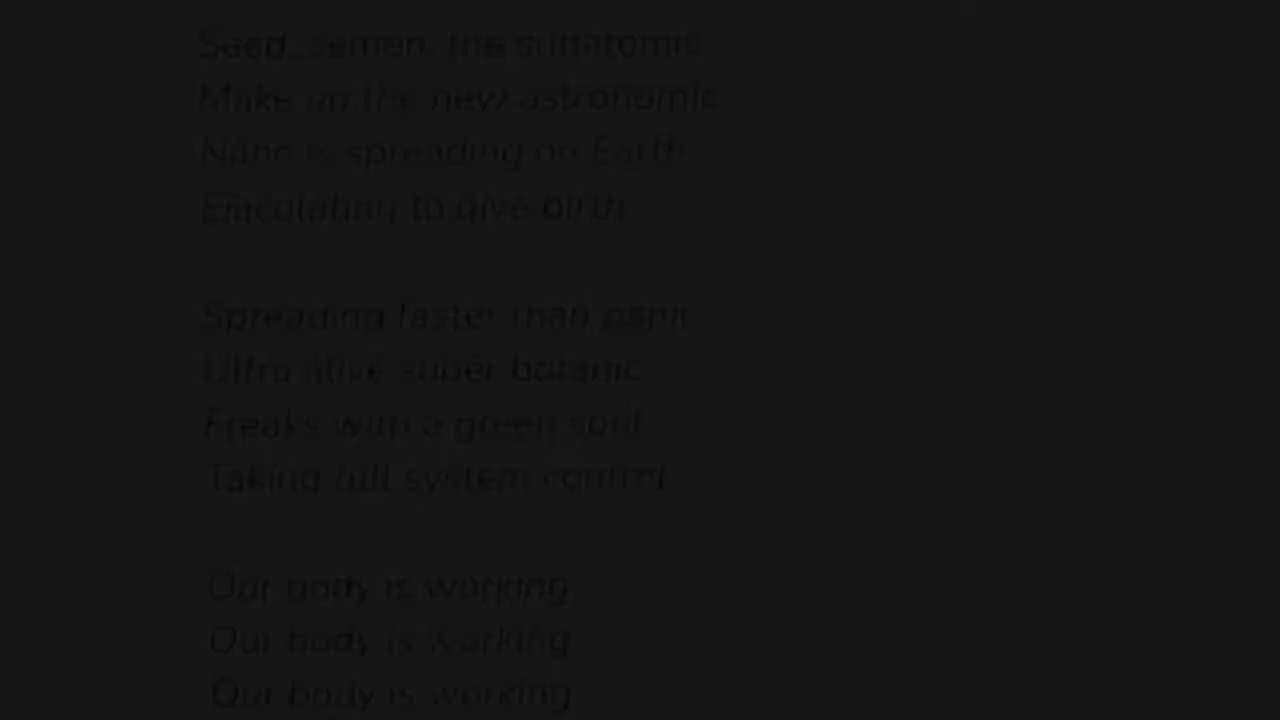 Seed, semen, the subatomic
Make up the new astronomic
Nano is spreading on Earth
Ejaculating to give birth
Spreading faster than panic
Ultra alive super botanic
Freaks with a green soul
Taking full system control
Our body is working
Our body is working
Our body is working